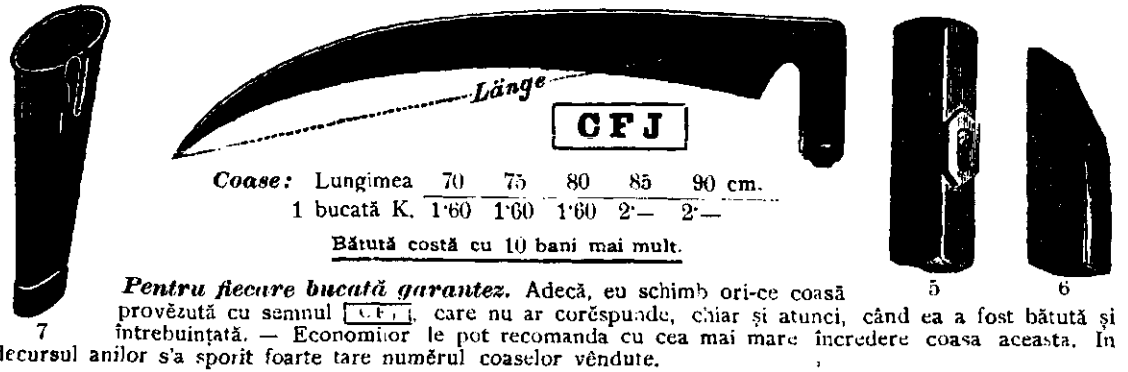 Länge
CFJ
Coase: Lungimea 70 75 80 85 90 cm.
1 bucată K. 1·60 1·60 1·60 2·— 2·—
Bătută costă cu 10 bani mai mult.
5 6
7
Pentru fiecare bucată garantez. Adecă, eu schimb ori-ce coasă
provĕzută cu semnul CFJ, care nu ar corĕspunde, chiar și atunci, când ea a fost bătută și
întrebuințată. — Economilor le pot recomanda cu cea mai mare încredere coasa aceasta. In
decursul anilor s'a sporit foarte tare numĕrul coaselor vêndute.